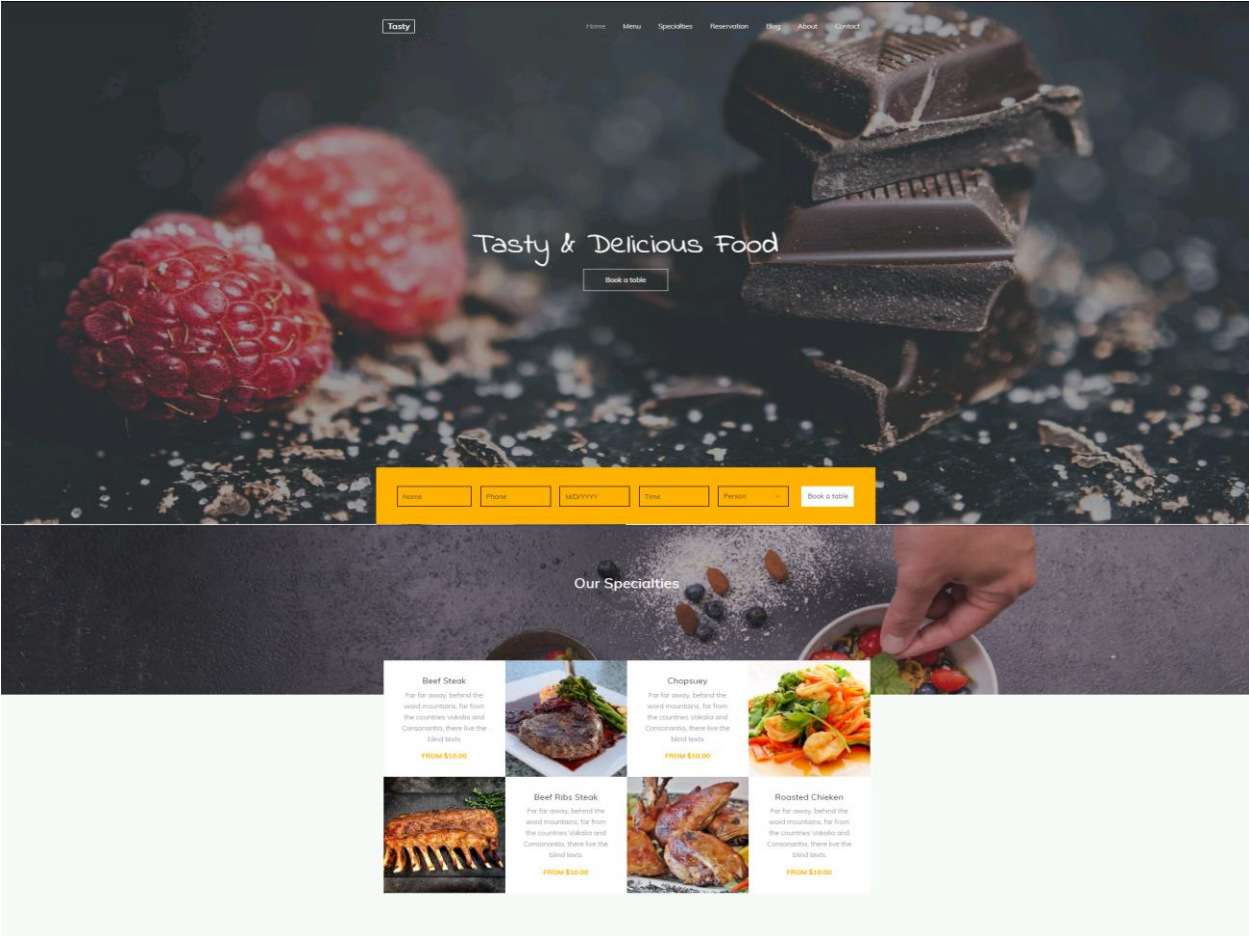 Tasty
Home Menu Specialties Reservation Blog About Contact
Tasty & Delicious Food
Book a table
Name Phone M/D/YYYY Time Person Book a table
Our Specialties
Beef Steak
Far far away, behind the
word mountains, far from
the countries Vokalia and
Consonantia, there live the
blind texts
FROM $10.00
Chopsuey
Far far away, behind the
word mountains, far from
the countries Vokalia and
Consonantia, there live the
blind texts
FROM $10.00
Beef Ribs Steak
Far far away, behind the
word mountains, far from
the countries Vokalia and
Consonantia, there live the
blind texts
FROM $10.00
Roasted Chieken
Far far away, behind the
word mountains, far from
the countries Vokalia and
Consonantia, there live the
blind texts
FROM $10.00